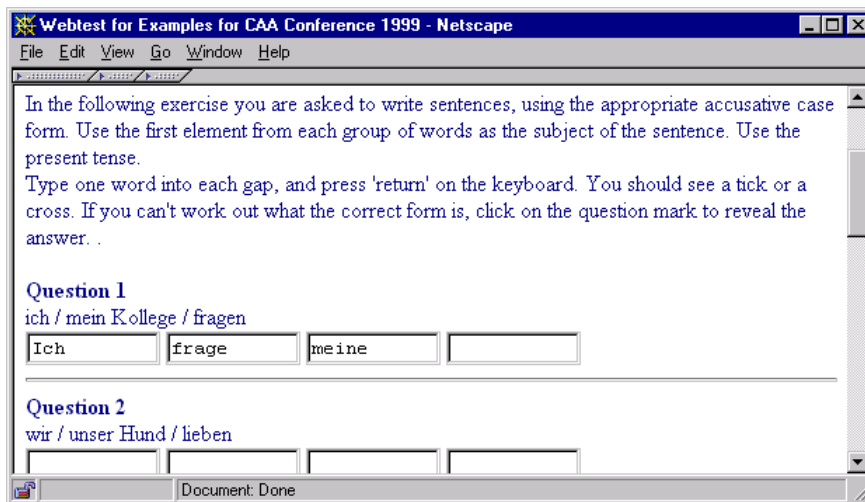 Webtest for Examples for CAA Conference 1999 - Netscape
File Edit View Go Window Help
In the following exercise you are asked to write sentences, using the appropriate accusative case
form. Use the first element from each group of words as the subject of the sentence. Use the
present tense.
Type one word into each gap, and press 'return' on the keyboard. You should see a tick or a
cross. If you can't work out what the correct form is, click on the question mark to reveal the
answer. .
Question 1
ich / mein Kollege / fragen
Ich frage meine
Question 2
wir / unser Hund / lieben
Document: Done